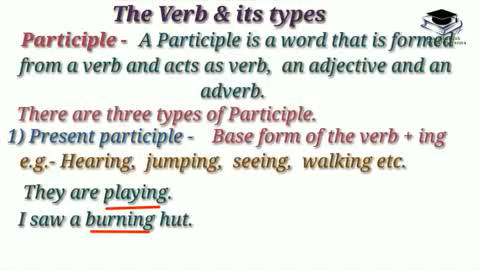 The Verb & its types
Participle - A Participle is a word that is formed
from a verb and acts as verb, an adjective and an
adverb.
There are three types of Participle.
1) Present participle - Base form of the verb + ing
e.g.- Hearing, jumping, seeing, walking etc.
They are playing.
I saw a burning hut.